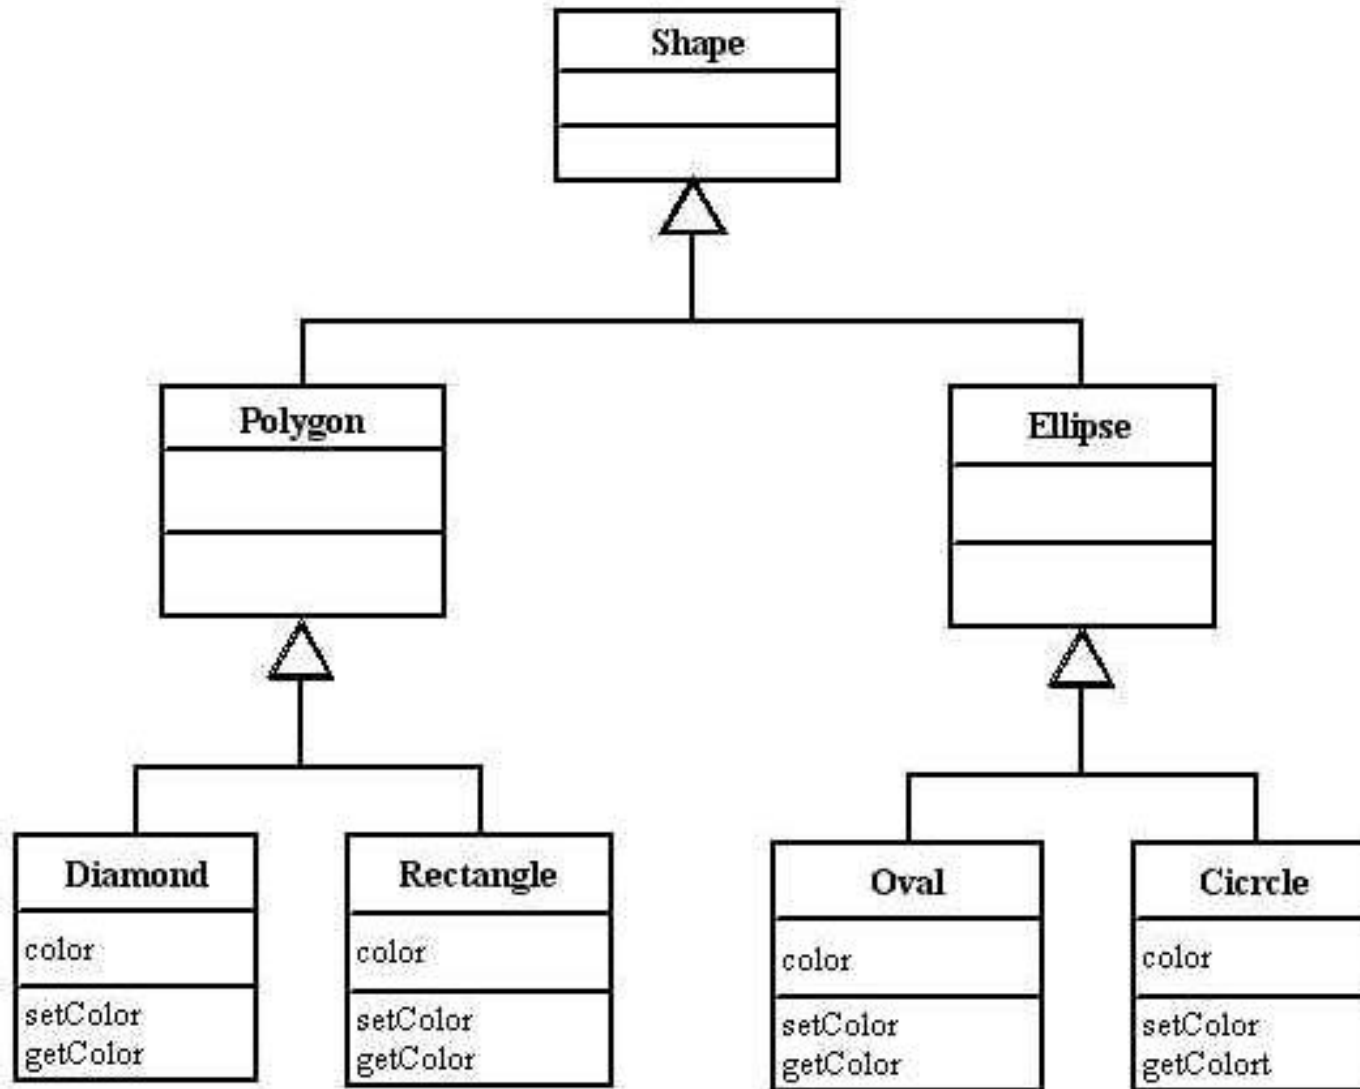 Shape
Polygon
Ellipse
Diamond
color
setColor
getColor
Rectangle
color
setColor
getColor
Oval
color
setColor
getColor
Cicrcle
color
setColor
getColort